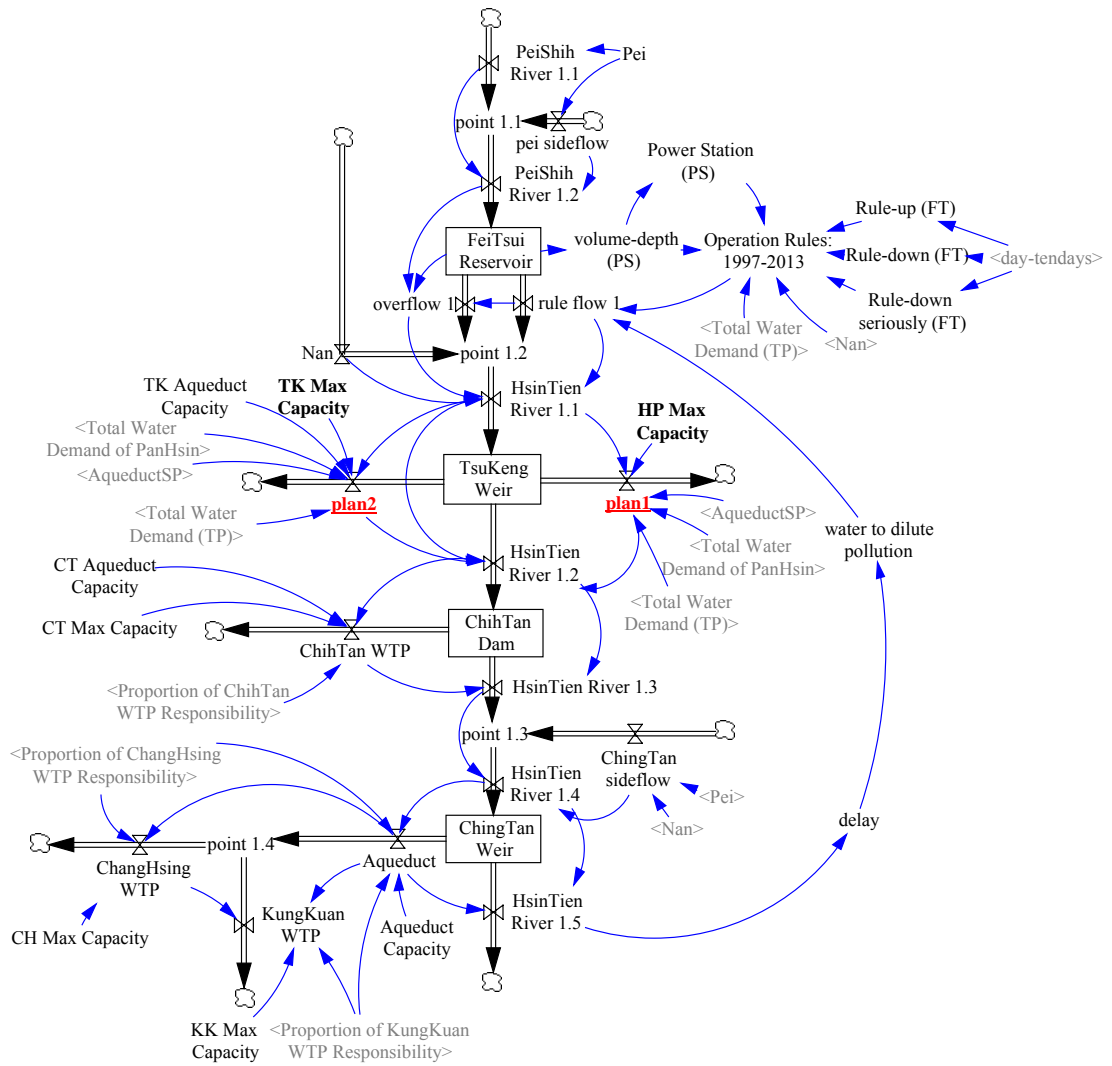 PeiShih
River 1.1
Pei
point 1.1
pei sideflow
PeiShih
River 1.2
Power Station
(PS)
FeiTsui
Reservoir
volume-depth
(PS)
Operation Rules:
1997-2013
Rule-up (FT)
Rule-down (FT)
<day-tendays>
Rule-down
seriously (FT)
overflow 1
rule flow 1
<Total Water
Demand (TP)>
<Nan>
Nan
point 1.2
TK Aqueduct
Capacity
TK Max
Capacity
HsinTien
River 1.1
HP Max
Capacity
<Total Water
Demand of PanHsin>
<AqueductSP>
TsuKeng
Weir
plan2
plan1
<AqueductSP>
<Total Water
Demand (TP)>
<Total Water
Demand of PanHsin>
water to dilute
pollution
CT Aqueduct
Capacity
HsinTien
River 1.2
<Total Water
Demand (TP)>
CT Max Capacity
ChihTan WTP
ChihTan
Dam
<Proportion of ChihTan
WTP Responsibility>
HsinTien River 1.3
point 1.3
<Proportion of ChangHsing
WTP Responsibility>
HsinTien
River 1.4
ChingTan
sideflow
<Pei>
<Nan>
delay
point 1.4
ChangHsing
WTP
Aqueduct
ChingTan
Weir
CH Max Capacity
KungKuan
WTP
Aqueduct
Capacity
HsinTien
River 1.5
KK Max
Capacity
<Proportion of KungKuan
WTP Responsibility>